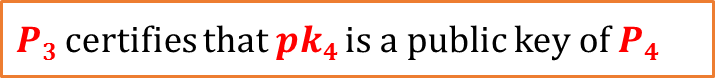 P₃ certifies that pk₄ is a public key of P₄